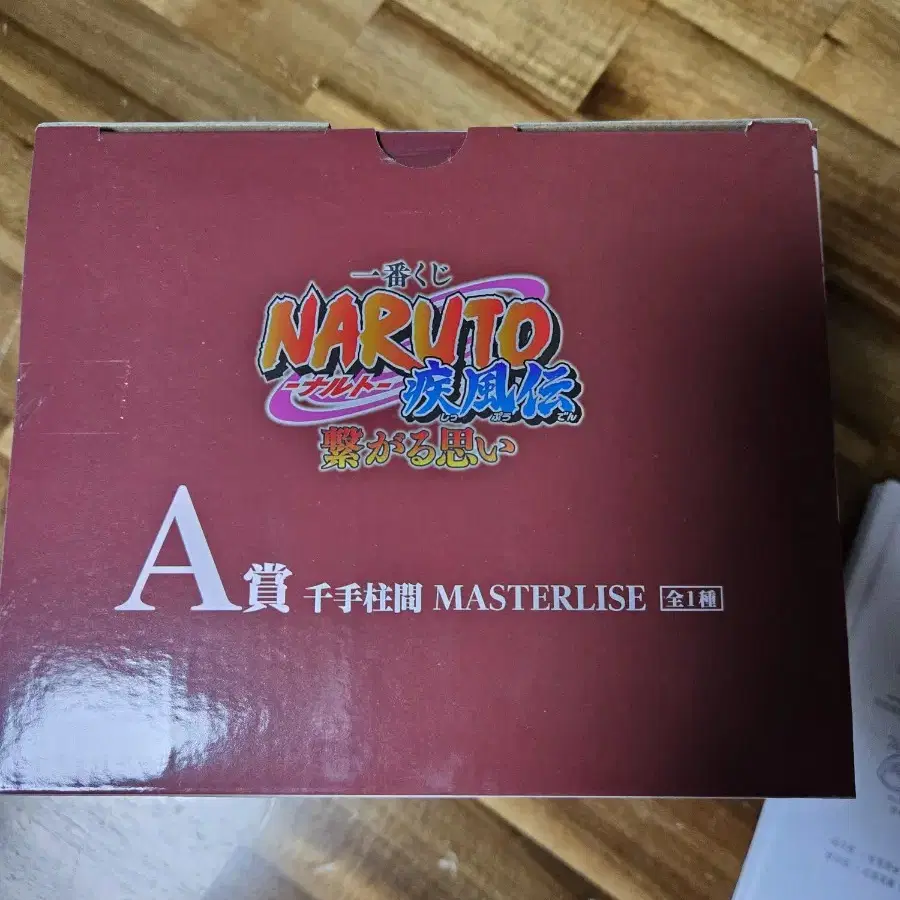 一番くじ
NARUTO
-ナルト-
疾風伝
しっ ぷう でん
繋がる思い
A賞 千手柱間 MASTERLISE 全1種